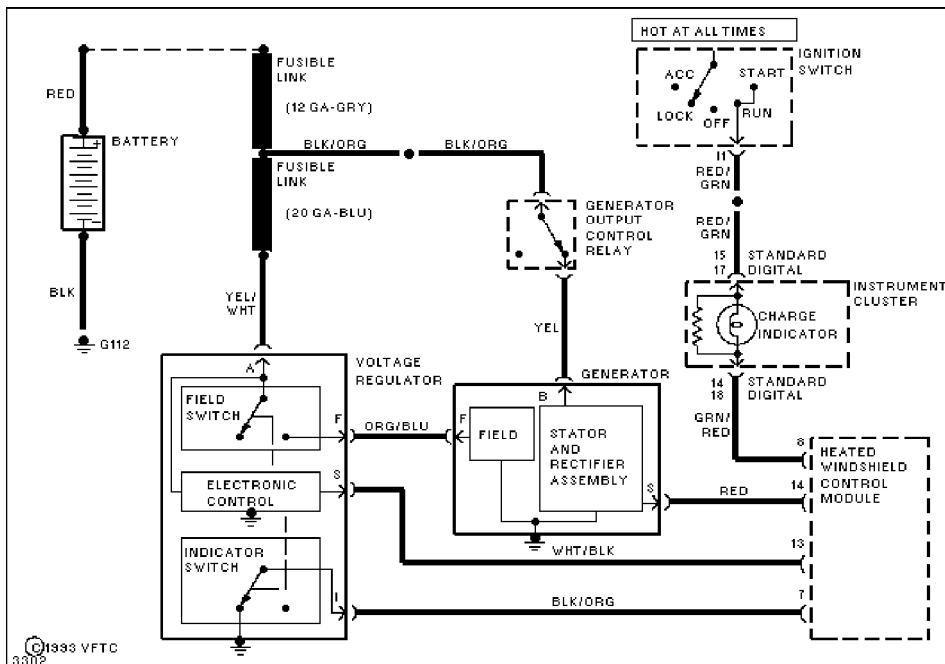 HOT AT ALL TIMES
IGNITION
SWITCH
ACC
START
LOCK
OFF
RUN
I1
RED/
GRN
RED/
GRN
15 STANDARD
17 DIGITAL
INSTRUMENT
CLUSTER
CHARGE
INDICATOR
14 STANDARD
18 DIGITAL
GRN/
RED
RED
BATTERY
+
-
BLK
G112
FUSIBLE
LINK
(12 GA-GRY)
BLK/ORG
BLK/ORG
FUSIBLE
LINK
(20 GA-BLU)
YEL/
WHT
GENERATOR
OUTPUT
CONTROL
RELAY
YEL
VOLTAGE
REGULATOR
A
FIELD
SWITCH
F
ORG/BLU
ELECTRONIC
CONTROL
S
INDICATOR
SWITCH
I
GENERATOR
B
F
FIELD
STATOR
AND
RECTIFIER
ASSEMBLY
S
RED
WHT/BLK
BLK/ORG
8
14
13
7
HEATED
WINDSHIELD
CONTROL
MODULE
©1993 VFTC
3302